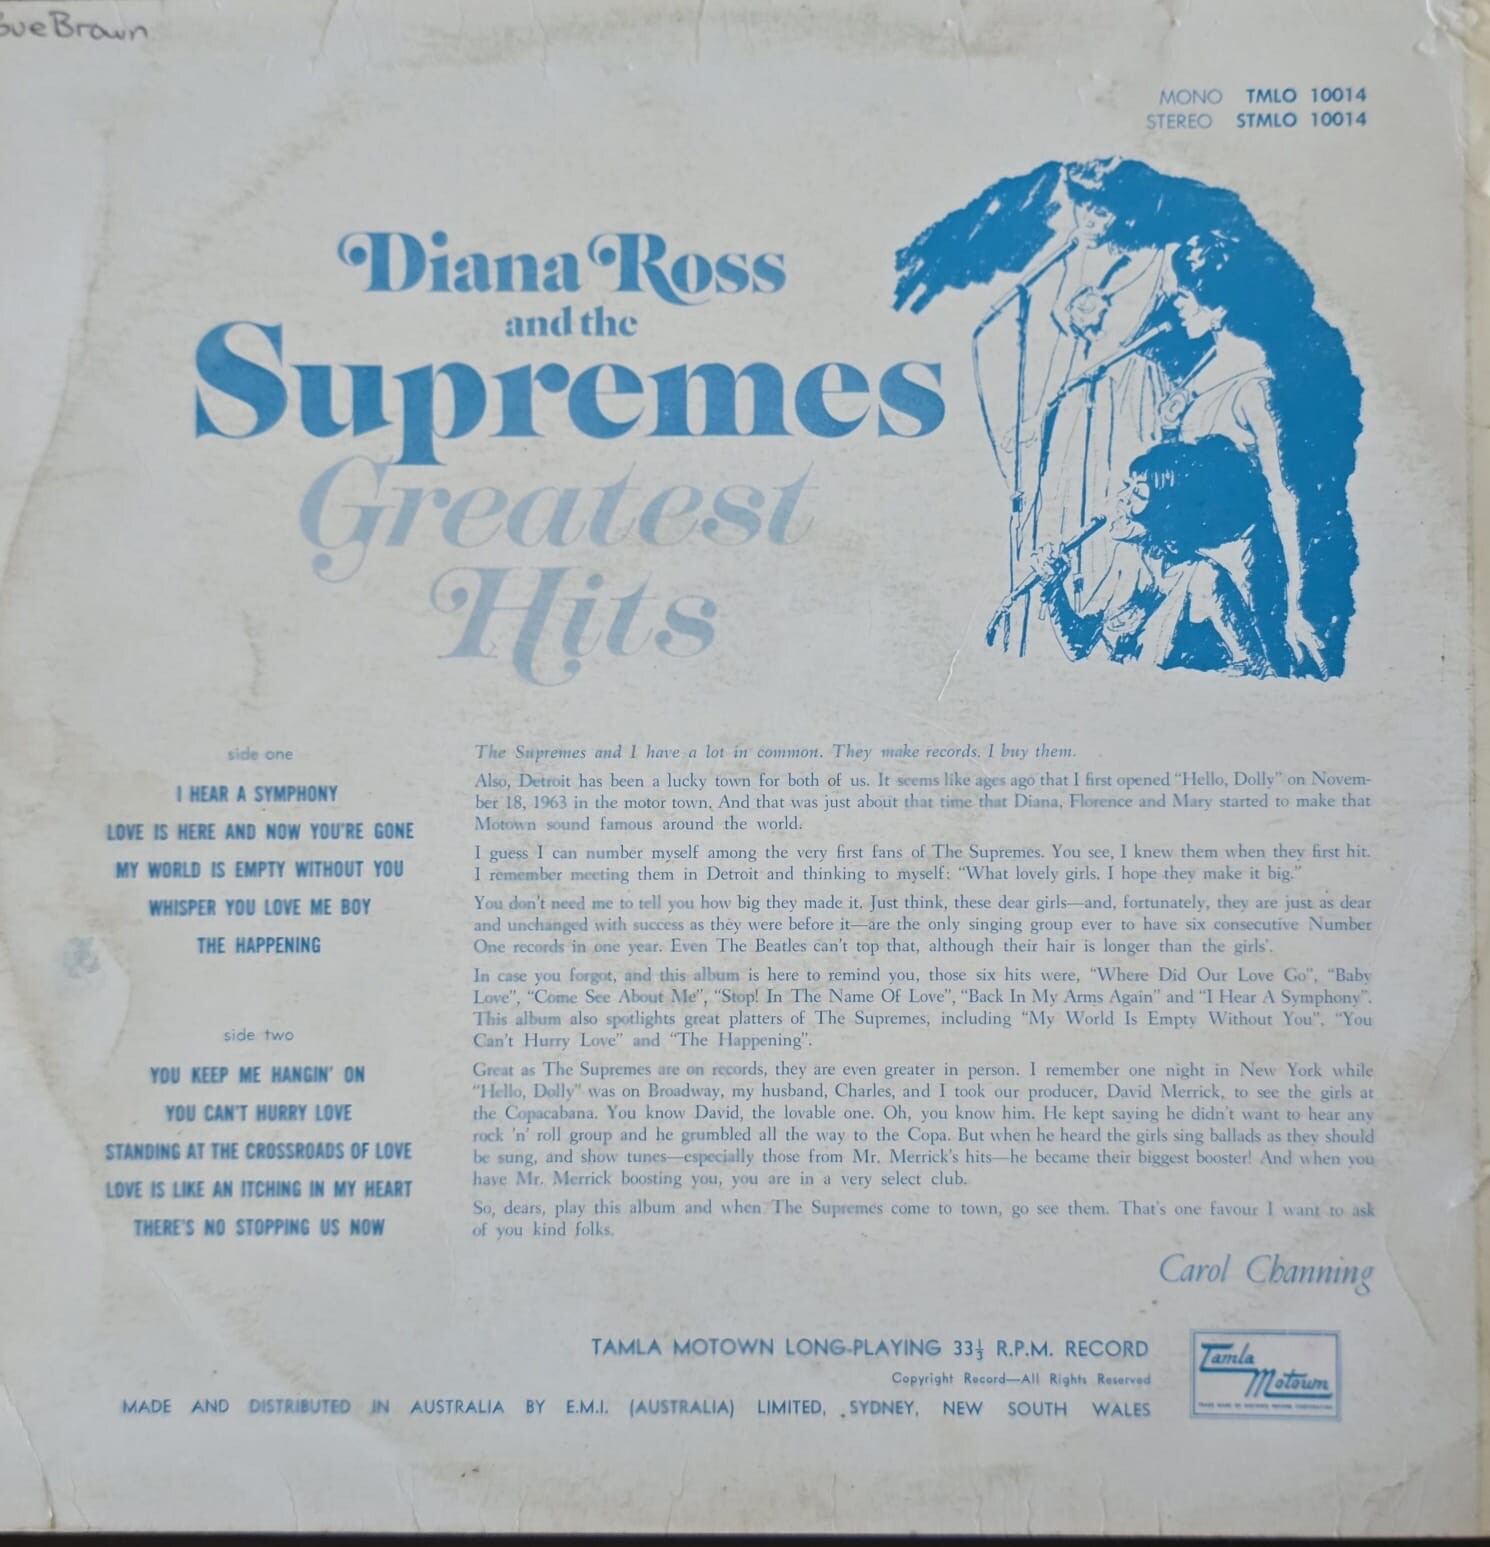 Sue Brown
MONO TMLO 10014
STEREO STMLO 10014
Diana Ross
and the
Supremes
Greatest
Hits
side one
I HEAR A SYMPHONY
LOVE IS HERE AND NOW YOU'RE GONE
MY WORLD IS EMPTY WITHOUT YOU
WHISPER YOU LOVE ME BOY
THE HAPPENING
side two
YOU KEEP ME HANGIN' ON
YOU CAN'T HURRY LOVE
STANDING AT THE CROSSROADS OF LOVE
LOVE IS LIKE AN ITCHING IN MY HEART
THERE'S NO STOPPING US NOW
The Supremes and I have a lot in common. They make records. I buy them.
Also, Detroit has been a lucky town for both of us. It seems like ages ago that I first opened “Hello, Dolly” on Novem-
ber 18, 1963 in the motor town. And that was just about that time that Diana, Florence and Mary started to make that
Motown sound famous around the world.
I guess I can number myself among the very first fans of The Supremes. You see, I knew them when they first hit.
I remember meeting them in Detroit and thinking to myself: “What lovely girls. I hope they make it big.”
You don't need me to tell you how big they made it. Just think, these dear girls—and, fortunately, they are just as dear
and unchanged with success as they were before it—are the only singing group ever to have six consecutive Number
One records in one year. Even The Beatles can't top that, although their hair is longer than the girls'.
In case you forgot, and this album is here to remind you, those six hits were, “Where Did Our Love Go”, “Baby
Love”, “Come See About Me”, “Stop! In The Name Of Love”, “Back In My Arms Again” and “I Hear A Symphony”.
This album also spotlights great platters of The Supremes, including “My World Is Empty Without You”, “You
Can't Hurry Love” and “The Happening”.
Great as The Supremes are on records, they are even greater in person. I remember one night in New York while
“Hello, Dolly” was on Broadway, my husband, Charles, and I took our producer, David Merrick, to see the girls at
the Copacabana. You know David, the lovable one. Oh, you know him. He kept saying he didn't want to hear any
rock 'n' roll group and he grumbled all the way to the Copa. But when he heard the girls sing ballads as they should
be sung, and show tunes—especially those from Mr. Merrick's hits—he became their biggest booster! And when you
have Mr. Merrick boosting you, you are in a very select club.
So, dears, play this album and when The Supremes come to town, go see them. That's one favour I want to ask
of you kind folks.
Carol Channing
TAMLA MOTOWN LONG-PLAYING 33⅓ R.P.M. RECORD
Copyright Record—All Rights Reserved
MADE AND DISTRIBUTED IN AUSTRALIA BY E.M.I. (AUSTRALIA) LIMITED, SYDNEY, NEW SOUTH WALES
Tamla
Motown